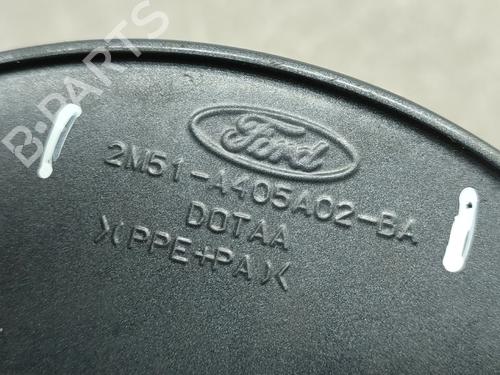 B-PARTS
Ford
2M51-A405A02-BA
DOTAA
>PPE+PA<